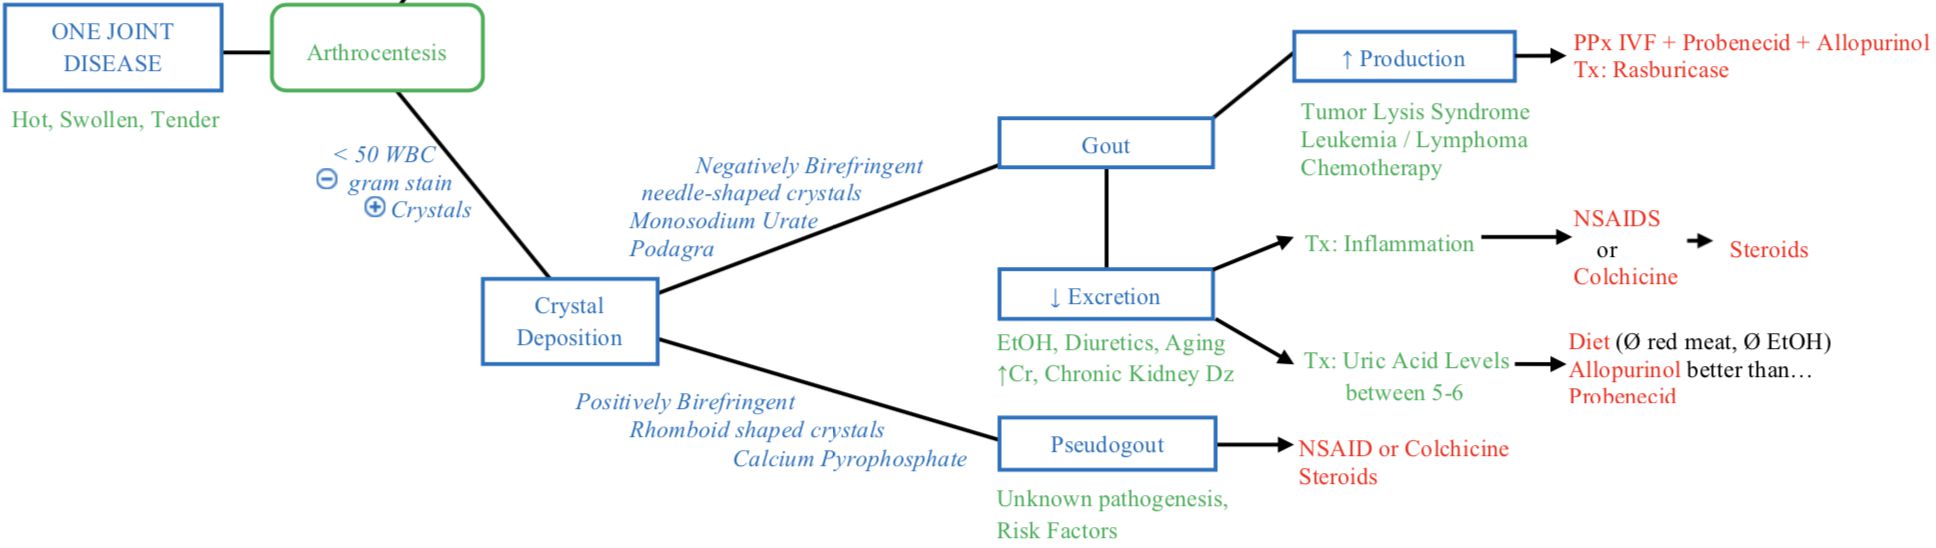 ONE JOINT
DISEASE
Arthrocentesis
Hot, Swollen, Tender
< 50 WBC
⊖ gram stain
⊕ Crystals
Crystal
Deposition
Negatively Birefringent
needle-shaped crystals
Monosodium Urate
Podagra
Gout
↑ Production
PPx IVF + Probenecid + Allopurinol
Tx: Rasburicase
Tumor Lysis Syndrome
Leukemia / Lymphoma
Chemotherapy
↓ Excretion
EtOH, Diuretics, Aging
↑Cr, Chronic Kidney Dz
Tx: Inflammation
NSAIDS
or
Colchicine
Steroids
Tx: Uric Acid Levels
between 5-6
Diet (Ø red meat, Ø EtOH)
Allopurinol better than…
Probenecid
Positively Birefringent
Rhomboid shaped crystals
Calcium Pyrophosphate
Pseudogout
NSAID or Colchicine
Steroids
Unknown pathogenesis,
Risk Factors